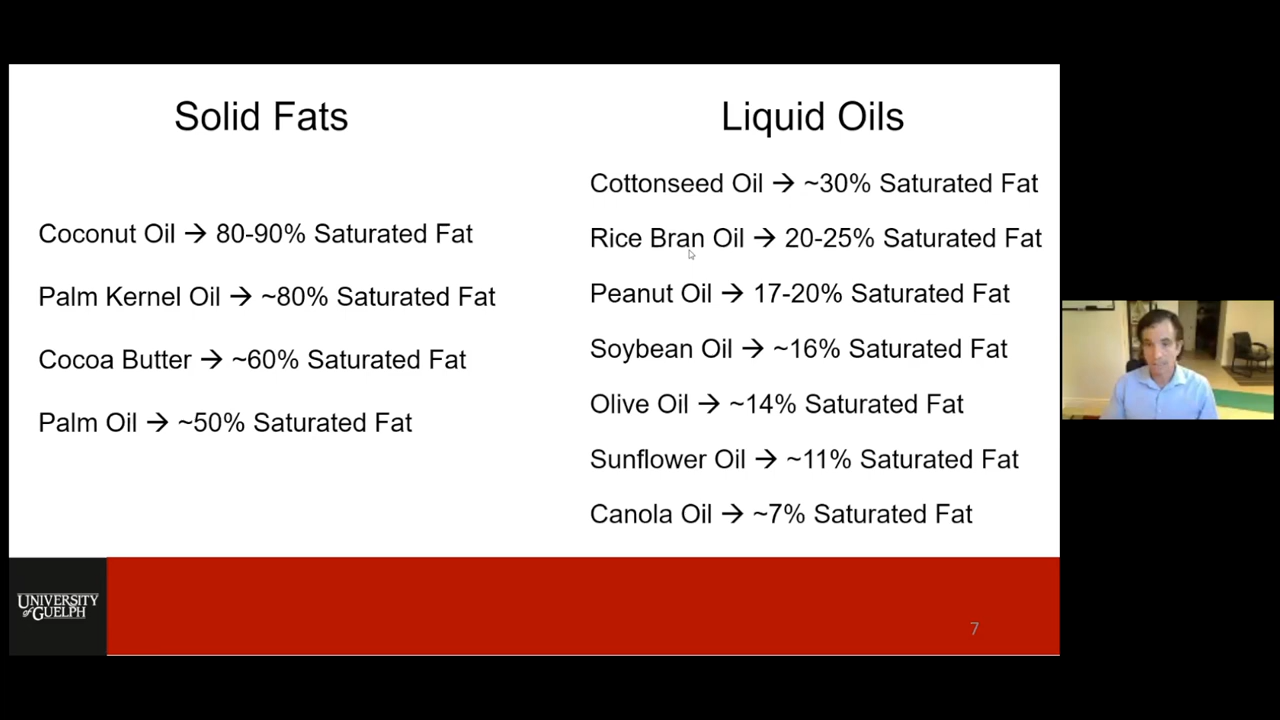 Solid Fats
Coconut Oil → 80-90% Saturated Fat
Palm Kernel Oil → ~80% Saturated Fat
Cocoa Butter → ~60% Saturated Fat
Palm Oil → ~50% Saturated Fat
Liquid Oils
Cottonseed Oil → ~30% Saturated Fat
Rice Bran Oil → 20-25% Saturated Fat
Peanut Oil → 17-20% Saturated Fat
Soybean Oil → ~16% Saturated Fat
Olive Oil → ~14% Saturated Fat
Sunflower Oil → ~11% Saturated Fat
Canola Oil → ~7% Saturated Fat
UNIVERSITY
of GUELPH
7